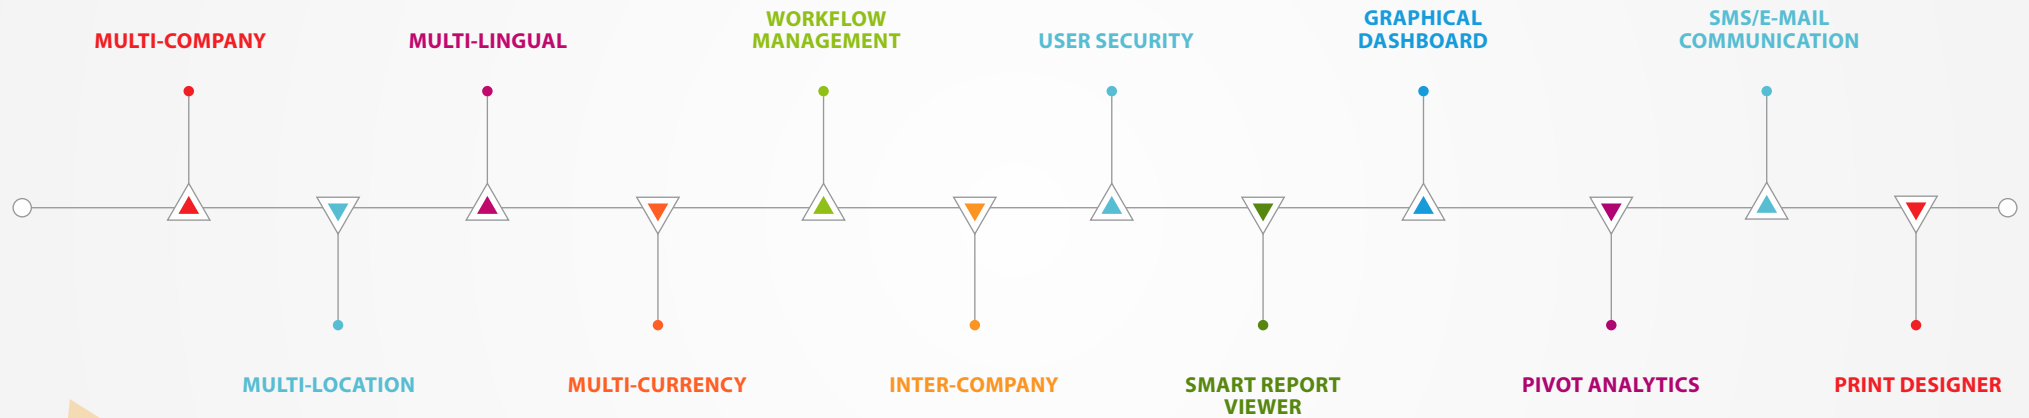 MULTI-COMPANY
MULTI-LINGUAL
WORKFLOW
MANAGEMENT
USER SECURITY
GRAPHICAL
DASHBOARD
SMS/E-MAIL
COMMUNICATION
MULTI-LOCATION
MULTI-CURRENCY
INTER-COMPANY
SMART REPORT
VIEWER
PIVOT ANALYTICS
PRINT DESIGNER